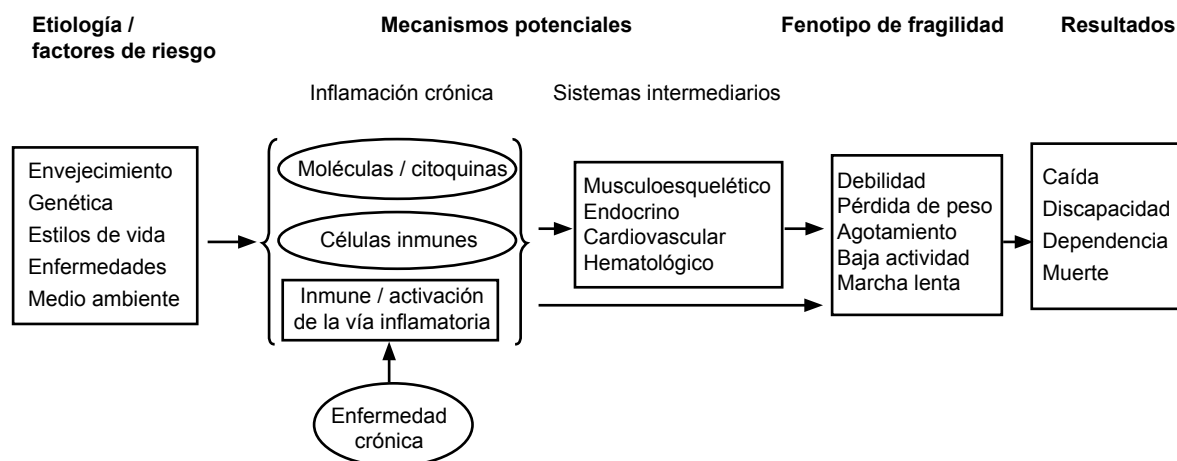 Etiología /
factores de riesgo
Mecanismos potenciales
Fenotipo de fragilidad
Resultados
Inflamación crónica
Sistemas intermediarios
Envejecimiento
Genética
Estilos de vida
Enfermedades
Medio ambiente
Moléculas / citoquinas
Células inmunes
Inmune / activación
de la vía inflamatoria
Enfermedad
crónica
Musculoesquelético
Endocrino
Cardiovascular
Hematológico
Debilidad
Pérdida de peso
Agotamiento
Baja actividad
Marcha lenta
Caída
Discapacidad
Dependencia
Muerte